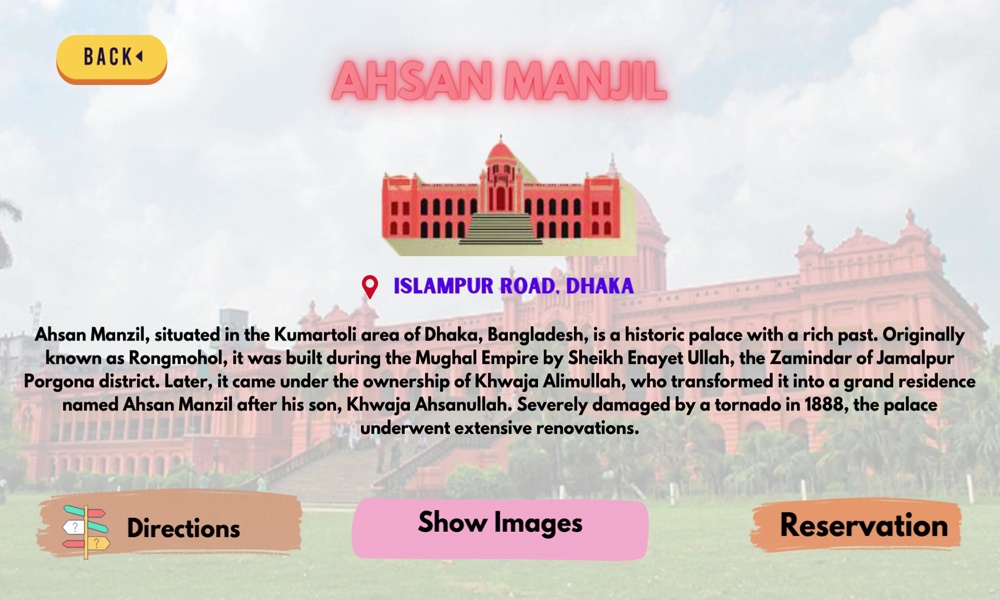 BACK
AHSAN MANJIL
ISLAMPUR ROAD, DHAKA
Ahsan Manzil, situated in the Kumartoli area of Dhaka, Bangladesh, is a historic palace with a rich past. Originally
known as Rongmohol, it was built during the Mughal Empire by Sheikh Enayet Ullah, the Zamindar of Jamalpur
Porgona district. Later, it came under the ownership of Khwaja Alimullah, who transformed it into a grand residence
named Ahsan Manzil after his son, Khwaja Ahsanullah. Severely damaged by a tornado in 1888, the palace
underwent extensive renovations.
? ?
Directions
Show Images
Reservation